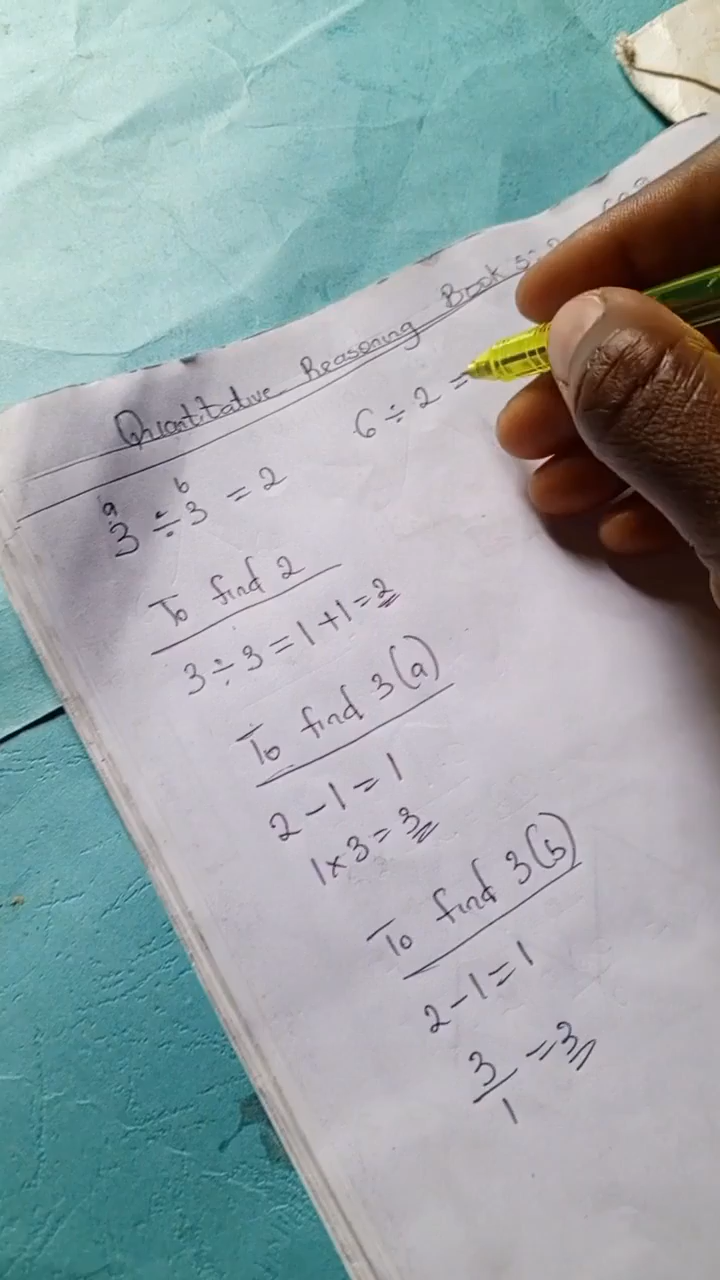 Quantitative Reasoning Book 5:
a b
3 ÷ 3 = 2
6 ÷ 2 =
To find 2
3 ÷ 3 = 1 + 1 = 2
To find 3(a)
2 - 1 = 1
1 × 3 = 3
To find 3(b)
2 - 1 = 1
3/1 = 3